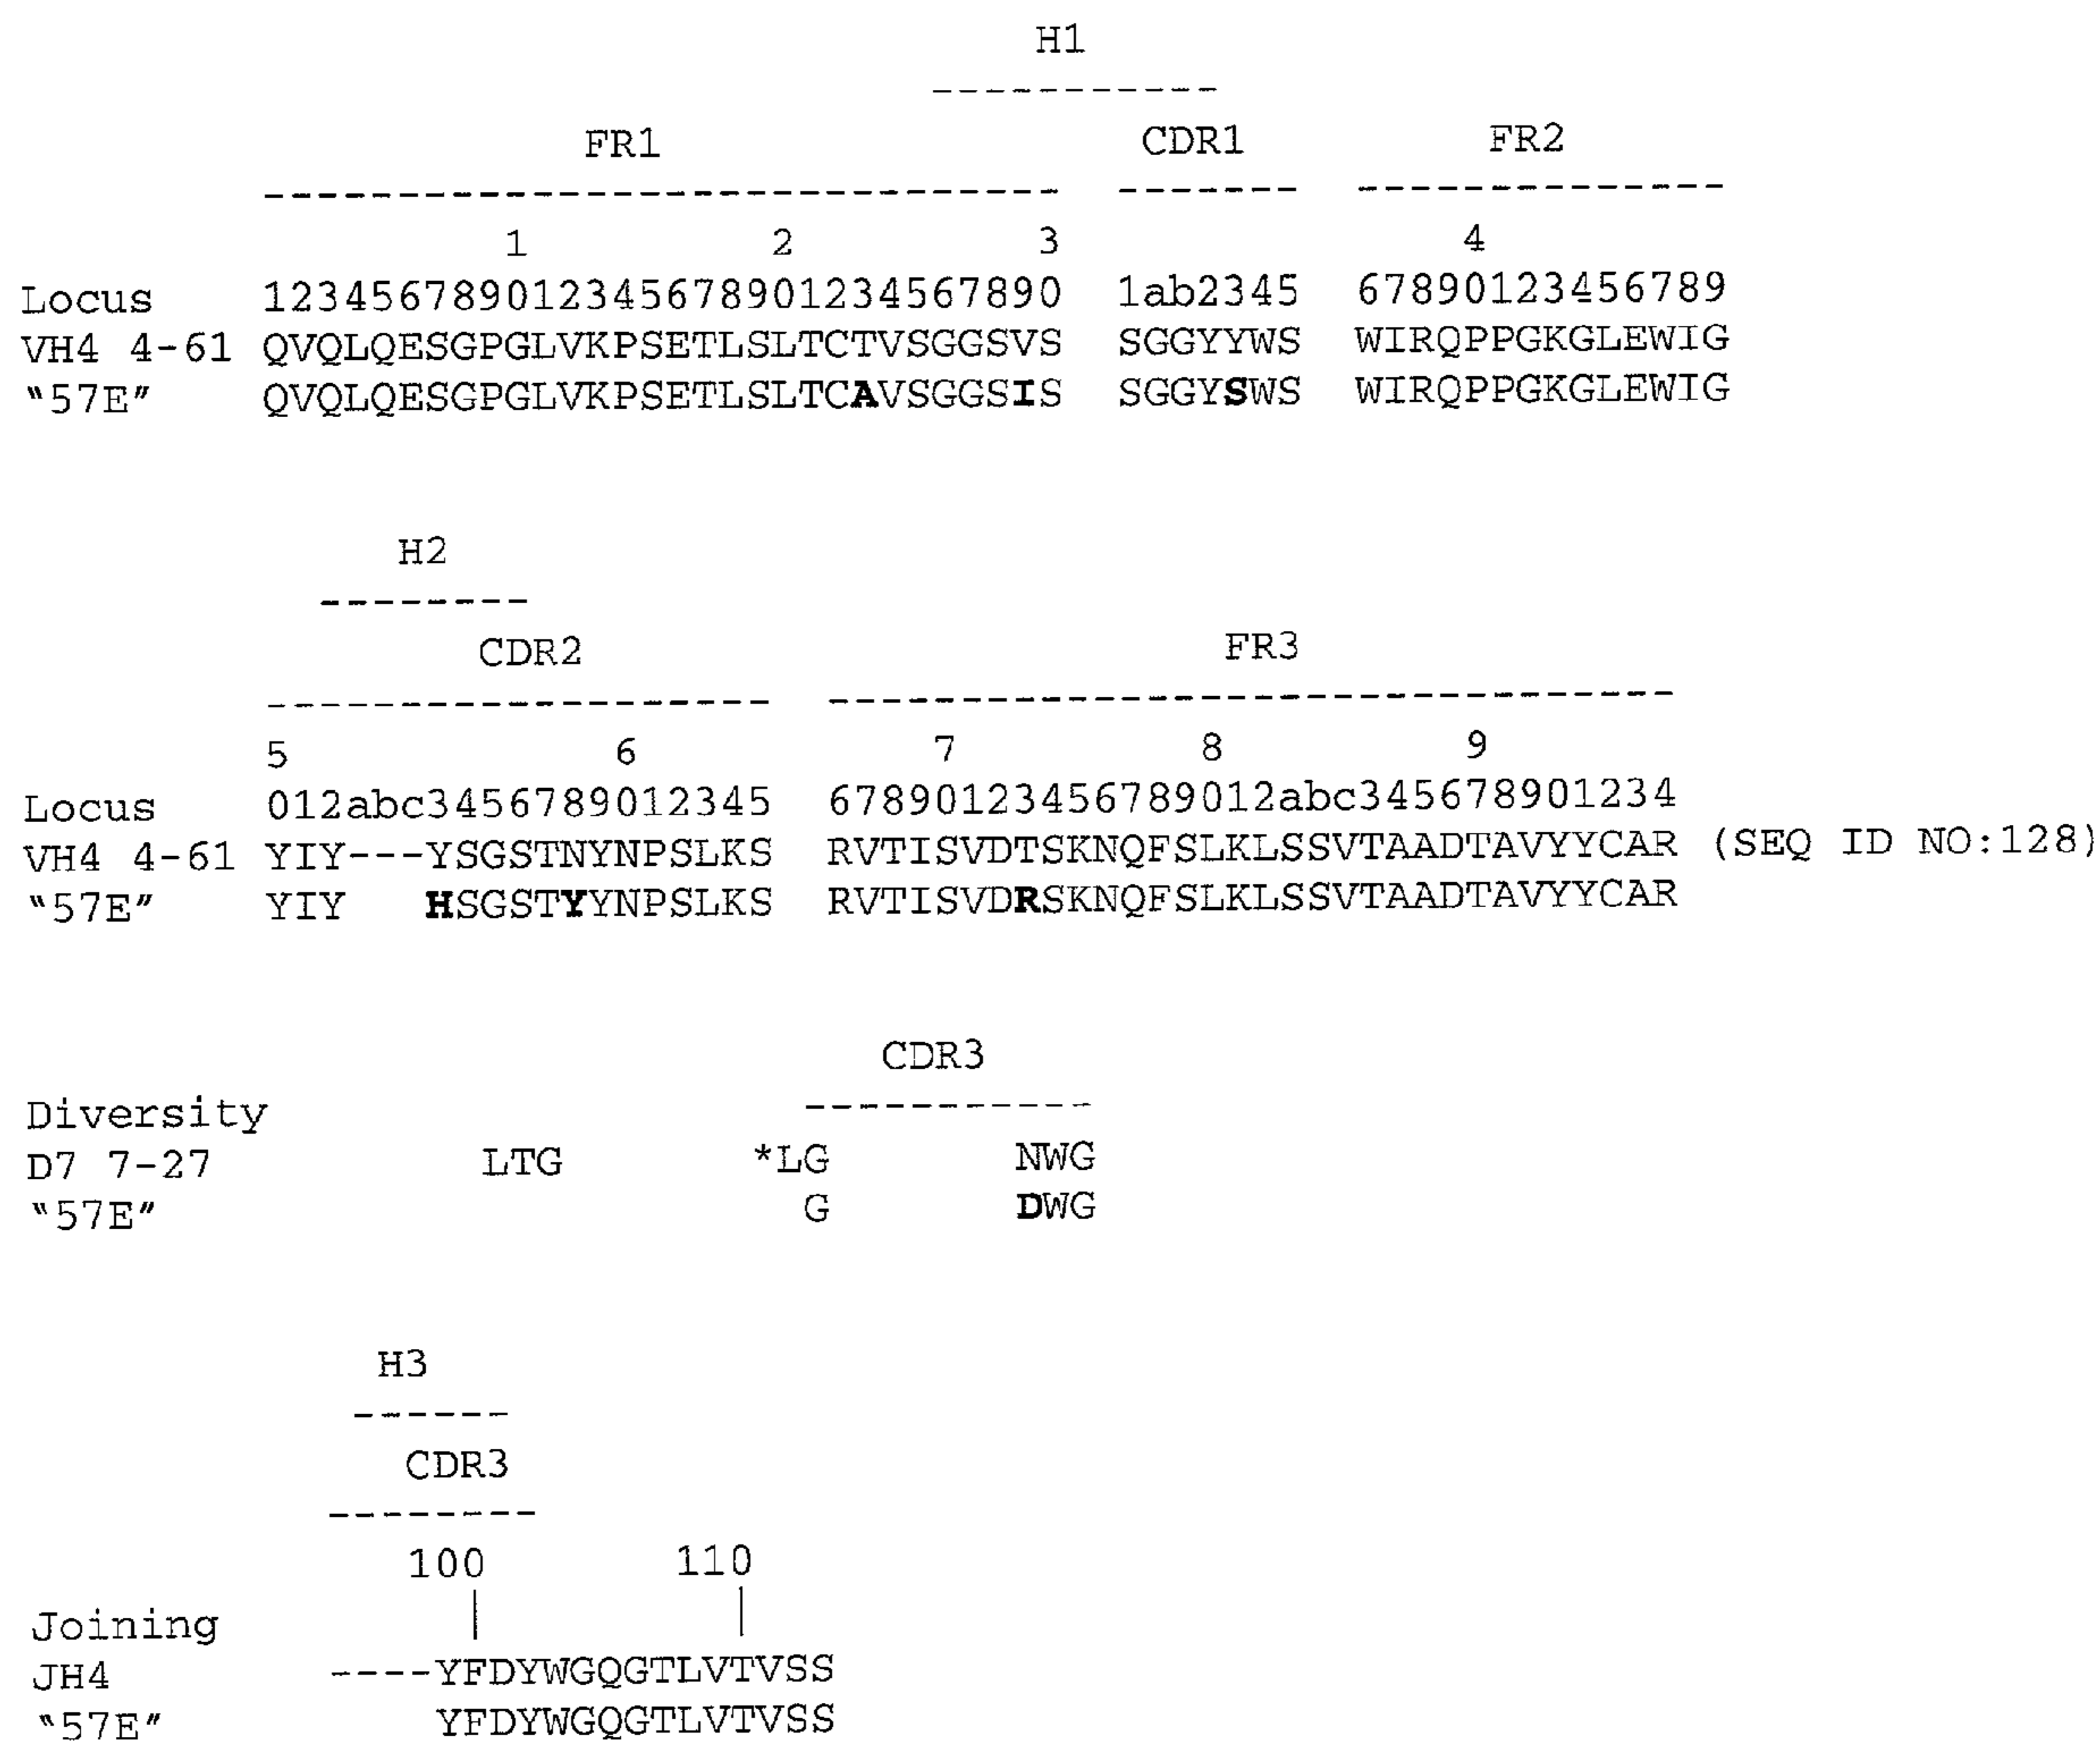 H1
-----------
FR1 CDR1 FR2
------------------------------ ------- --------------
1 2 3 4
Locus 123456789012345678901234567890 1ab2345 67890123456789
VH4 4-61 QVQLQESGPGLVKPSETLSLTCTVSGGSVS SGGYYWS WIRQPPGKGLEWIG
“57E” QVQLQESGPGLVKPSETLSLTCAVSGGSIS SGGYSWS WIRQPPGKGLEWIG
H2
--------
CDR2 FR3
------------------- --------------------------------
5 6 7 8 9
Locus 012abc3456789012345 67890123456789012abc345678901234
VH4 4-61 YIY---YSGSTNYNPSLKS RVTISVDTSKNQFSLKLSSVTAADTAVYYCAR (SEQ ID NO:128)
“57E” YIY HSGSTYYNPSLKS RVTISVDRSKNQFSLKLSSVTAADTAVYYCAR
CDR3
Diversity -----------
D7 7-27 LTG *LG NWG
“57E” G DWG
H3
------
CDR3
--------
100 110
Joining | |
JH4 ----YFDYWGQGTLVTVSS
“57E” YFDYWGQGTLVTVSS